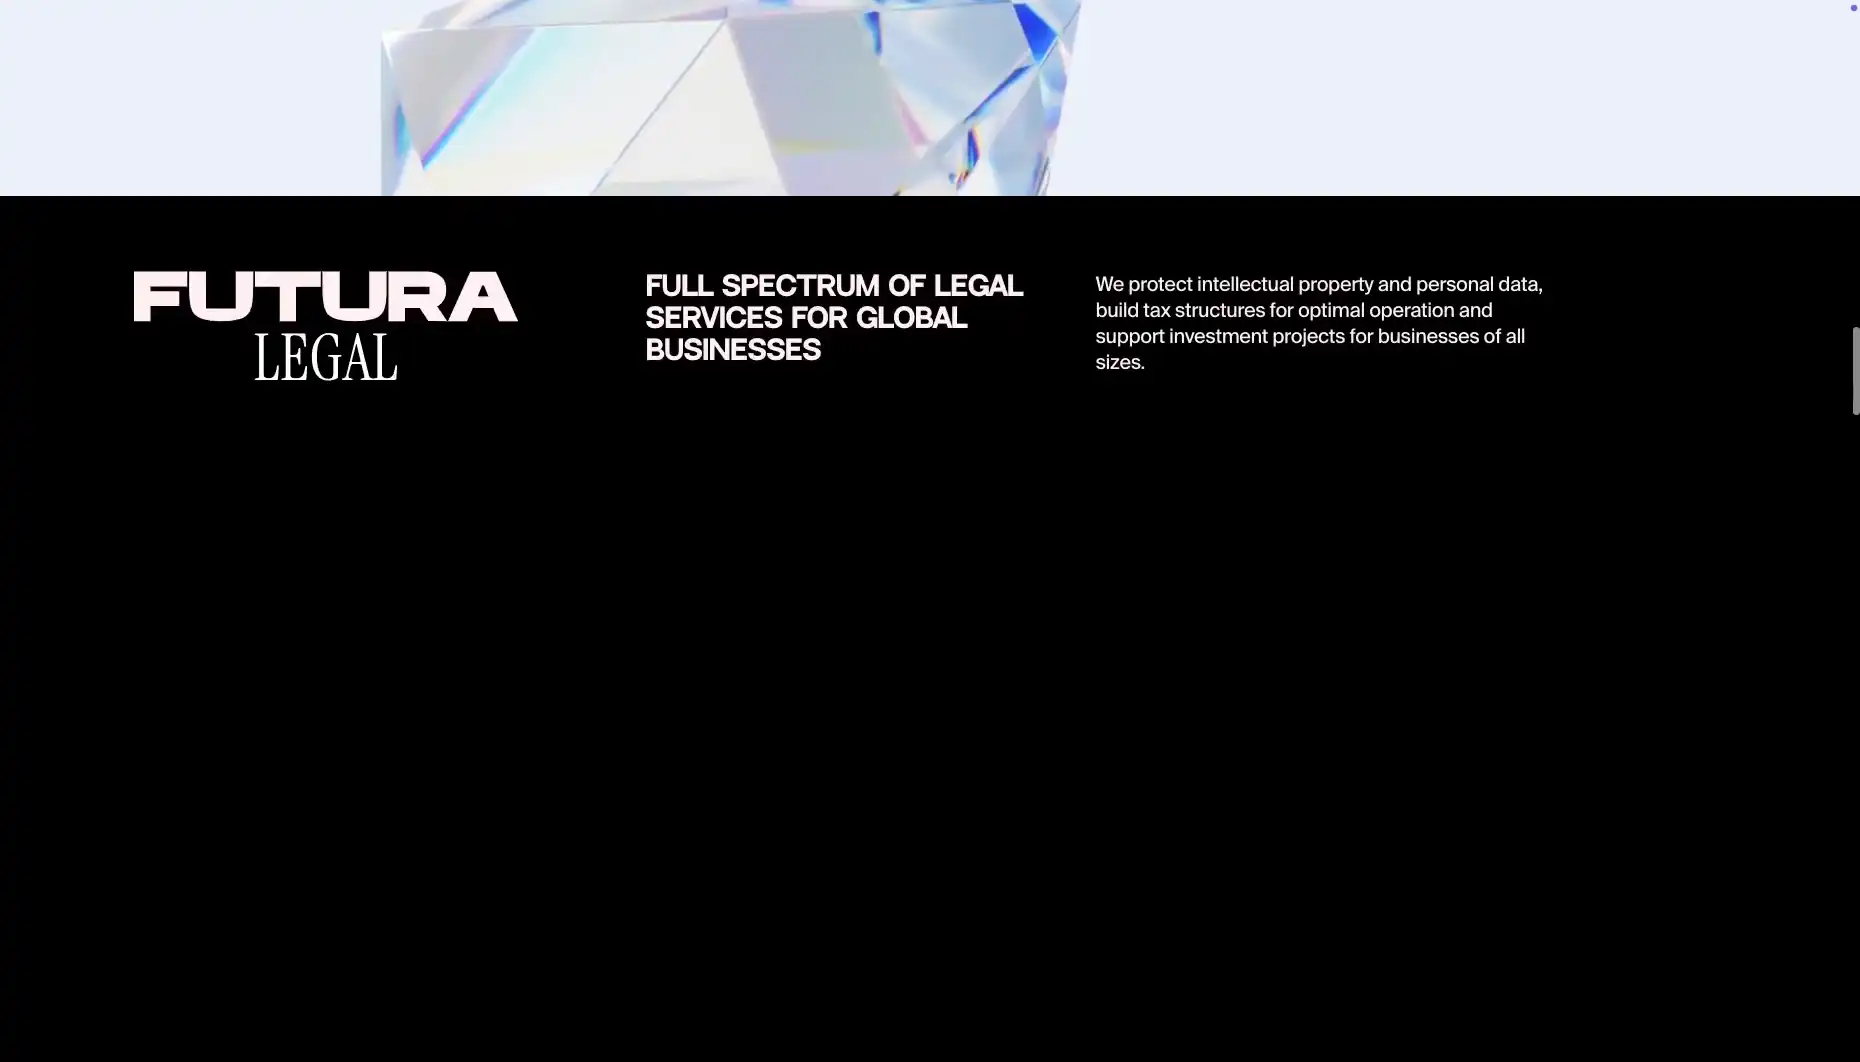 FUTURA
LEGAL
FULL SPECTRUM OF LEGAL
SERVICES FOR GLOBAL
BUSINESSES
We protect intellectual property and personal data,
build tax structures for optimal operation and
support investment projects for businesses of all
sizes.